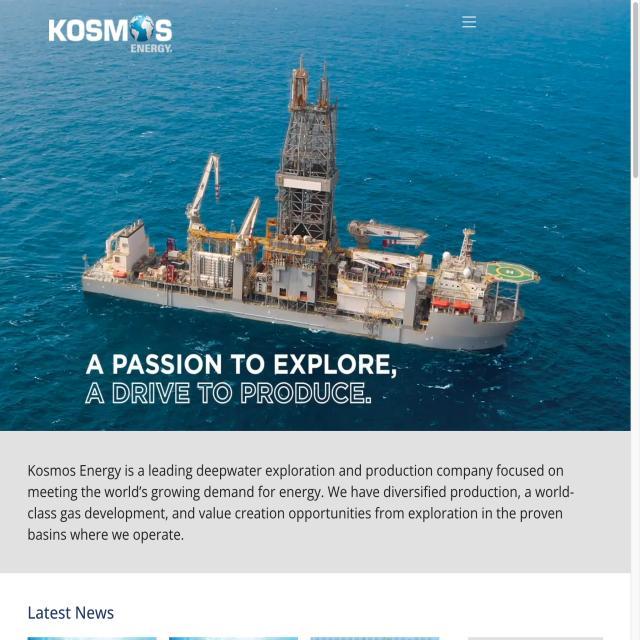 KOSMOS
ENERGY.
A PASSION TO EXPLORE,
A DRIVE TO PRODUCE.
Kosmos Energy is a leading deepwater exploration and production company focused on
meeting the world’s growing demand for energy. We have diversified production, a world-
class gas development, and value creation opportunities from exploration in the proven
basins where we operate.
Latest News